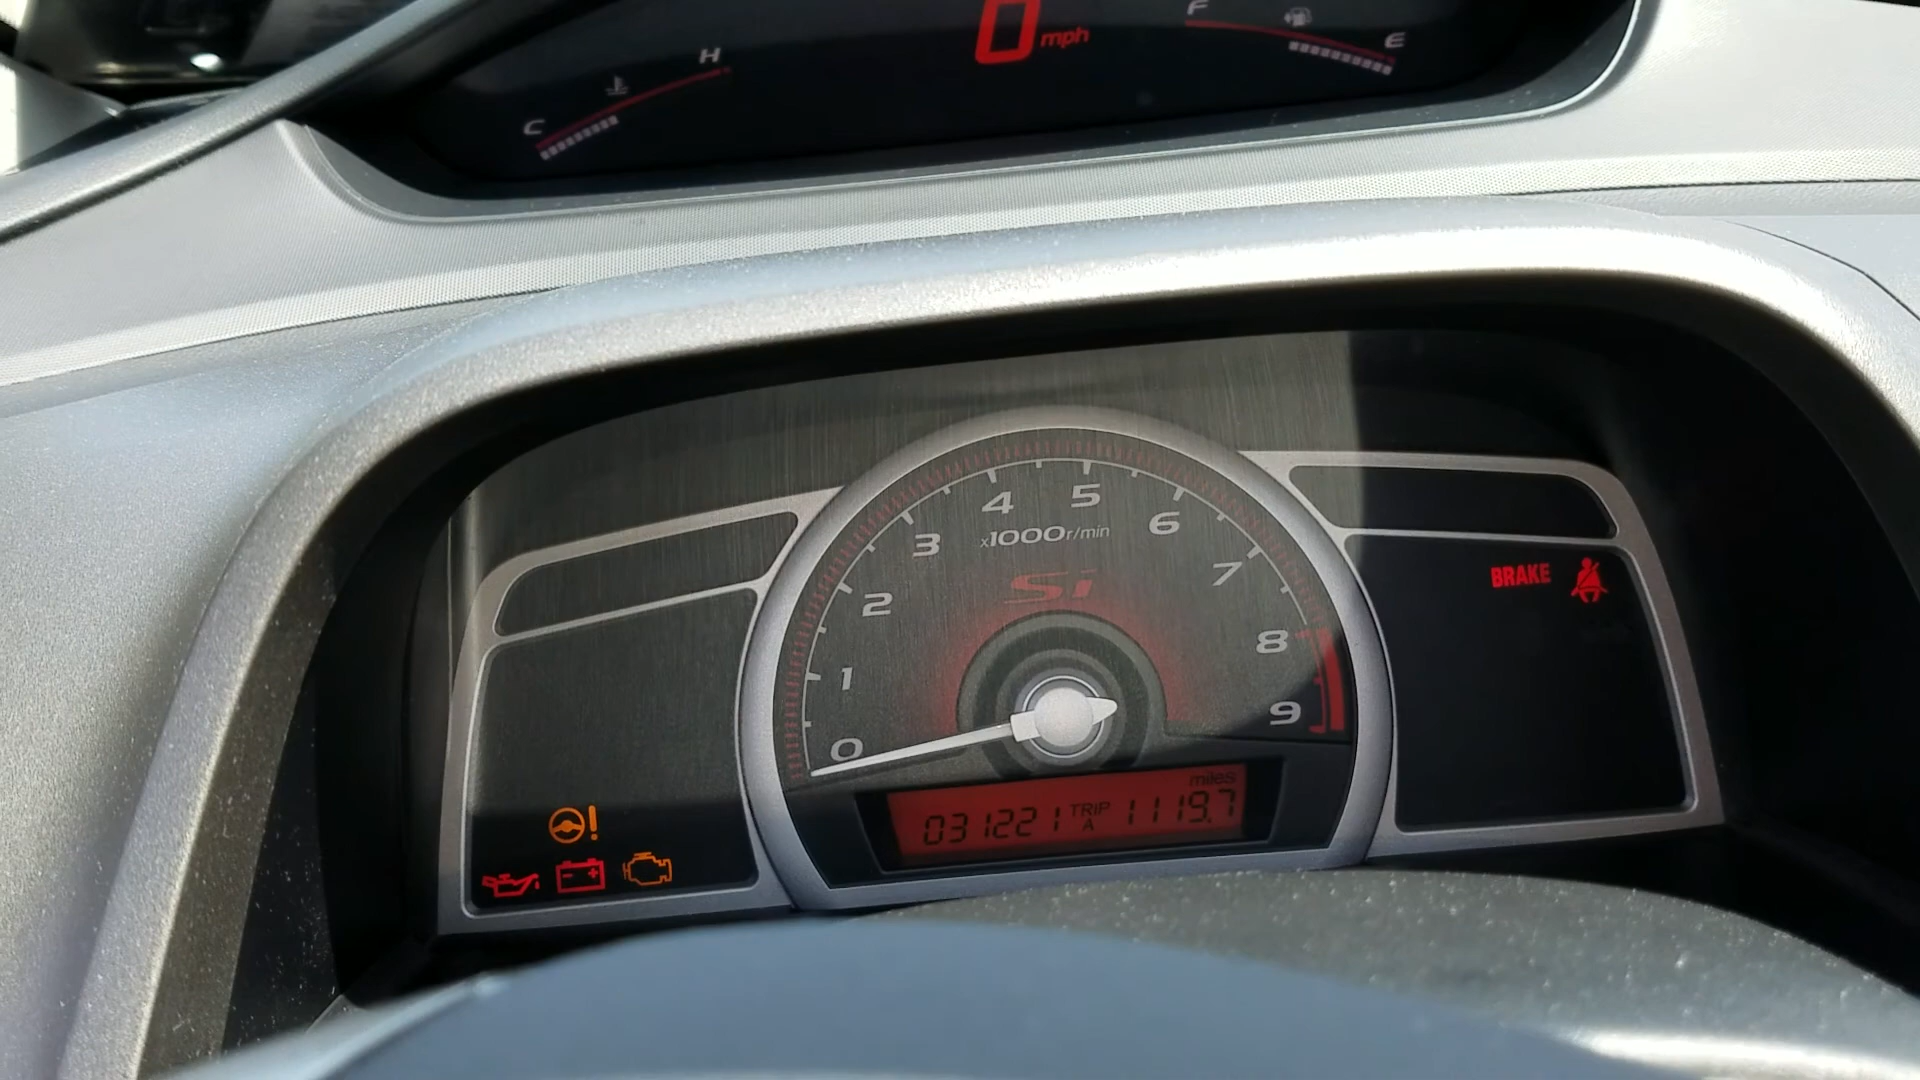 0 mph
C H
F E
4 5
3 x1000r/min 6
Si 7
2
8
1
9
0
miles
031221 TRIP A 1119.7
BRAKE